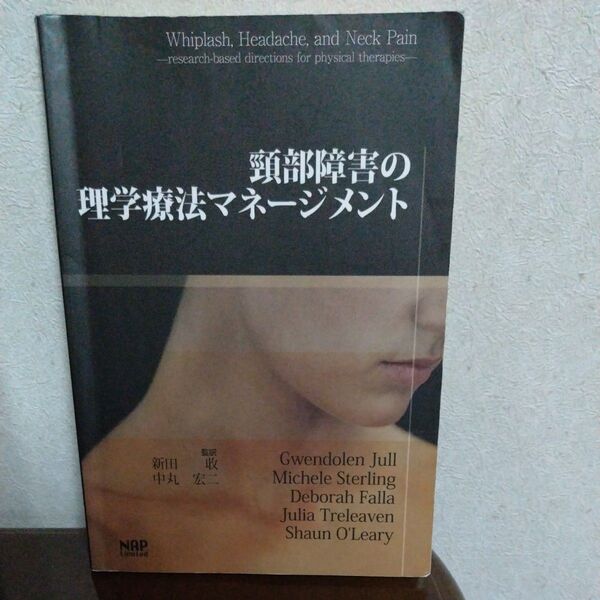 Whiplash, Headache, and Neck Pain
—research-based directions for physical therapies—
頸部障害の
理学療法マネージメント
監訳
新田 收
中丸 宏二
Gwendolen Jull
Michele Sterling
Deborah Falla
Julia Treleaven
Shaun O'Leary
NAP
Limited